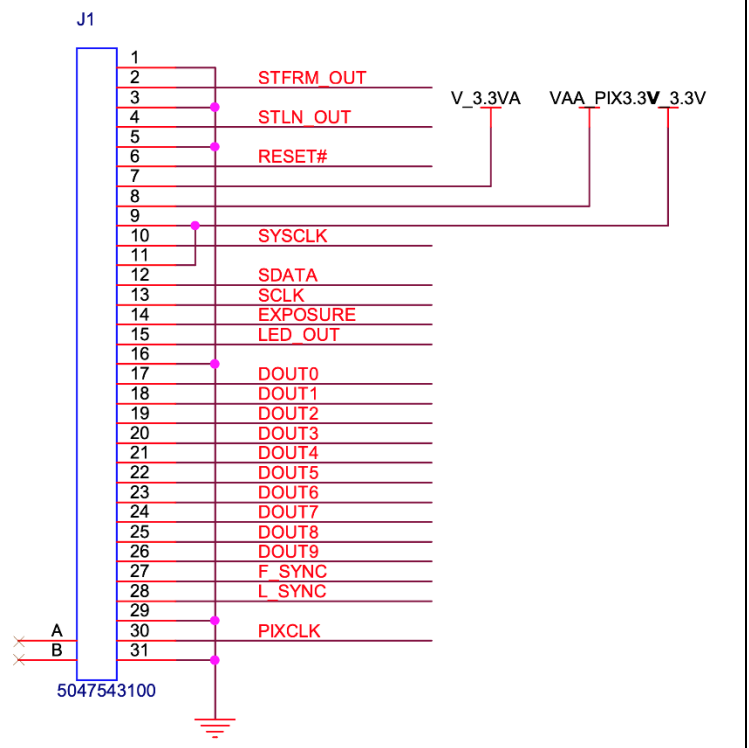 J1
1
2 STFRM_OUT
3
4 STLN_OUT
5
6 RESET#
7
8
9
10 SYSCLK
11
12 SDATA
13 SCLK
14 EXPOSURE
15 LED_OUT
16
17 DOUT0
18 DOUT1
19 DOUT2
20 DOUT3
21 DOUT4
22 DOUT5
23 DOUT6
24 DOUT7
25 DOUT8
26 DOUT9
27 F_SYNC
28 L_SYNC
29
30 PIXCLK
31
A
B
5047543100
V_3.3VA
VAA_PIX3.3V
V_3.3V